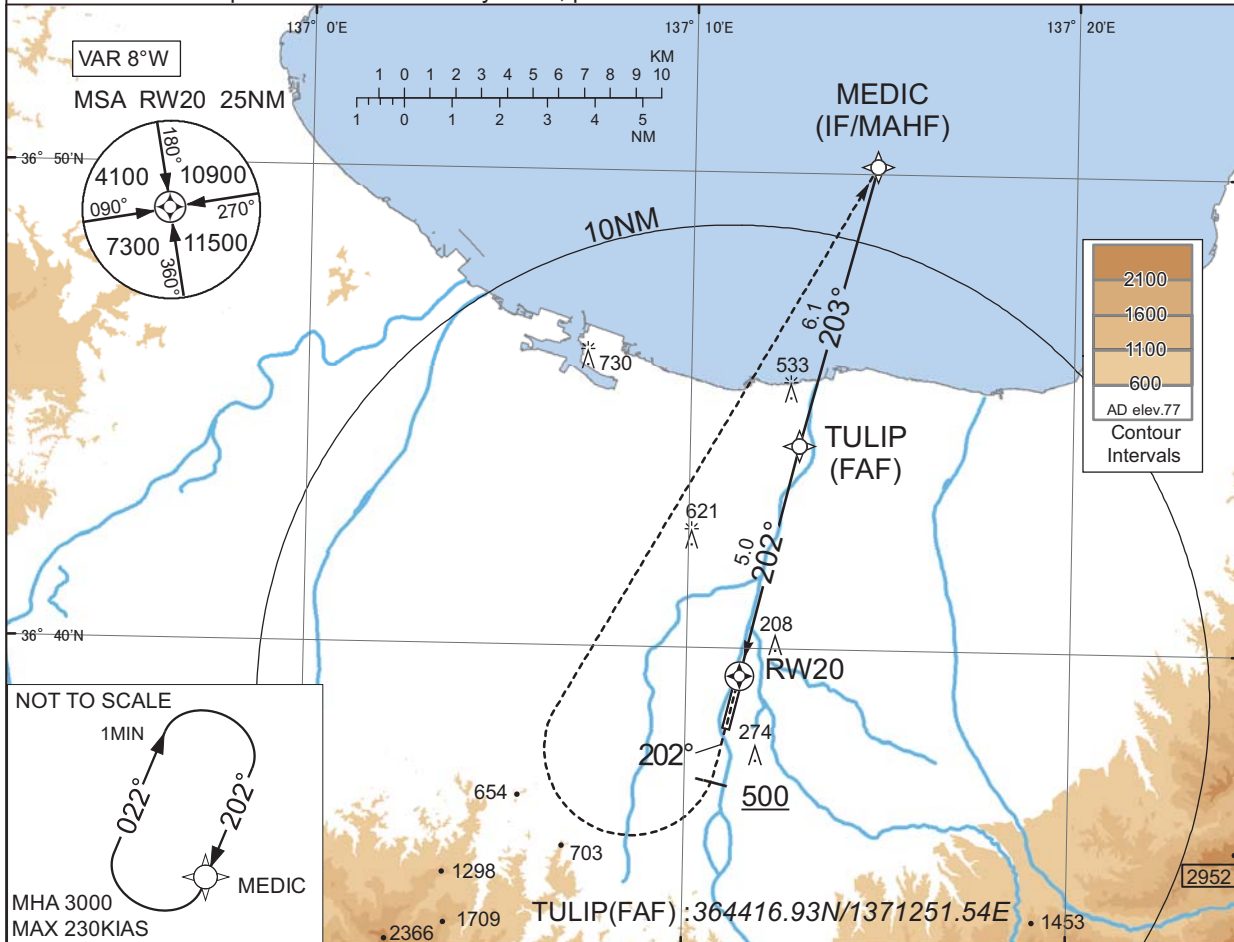 137° 0'E
137° 10'E
137° 20'E
VAR 8°W
MSA RW20 25NM
180°
4100
10900
090°
270°
7300
11500
360°
36° 50'N
KM
1 0 1 2 3 4 5 6 7 8 9 10
1 0 1 2 3 4 5
NM
MEDIC
(IF/MAHF)
10NM
6.1
203°
730
533
2100
1600
1100
600
AD elev.77
Contour
Intervals
TULIP
(FAF)
621
5.0
202°
36° 40'N
208
RW20
274
202°
500
NOT TO SCALE
1MIN
022°
202°
MEDIC
MHA 3000
MAX 230KIAS
654
703
1298
1709
2366
2952
1453
TULIP(FAF) :364416.93N/1371251.54E